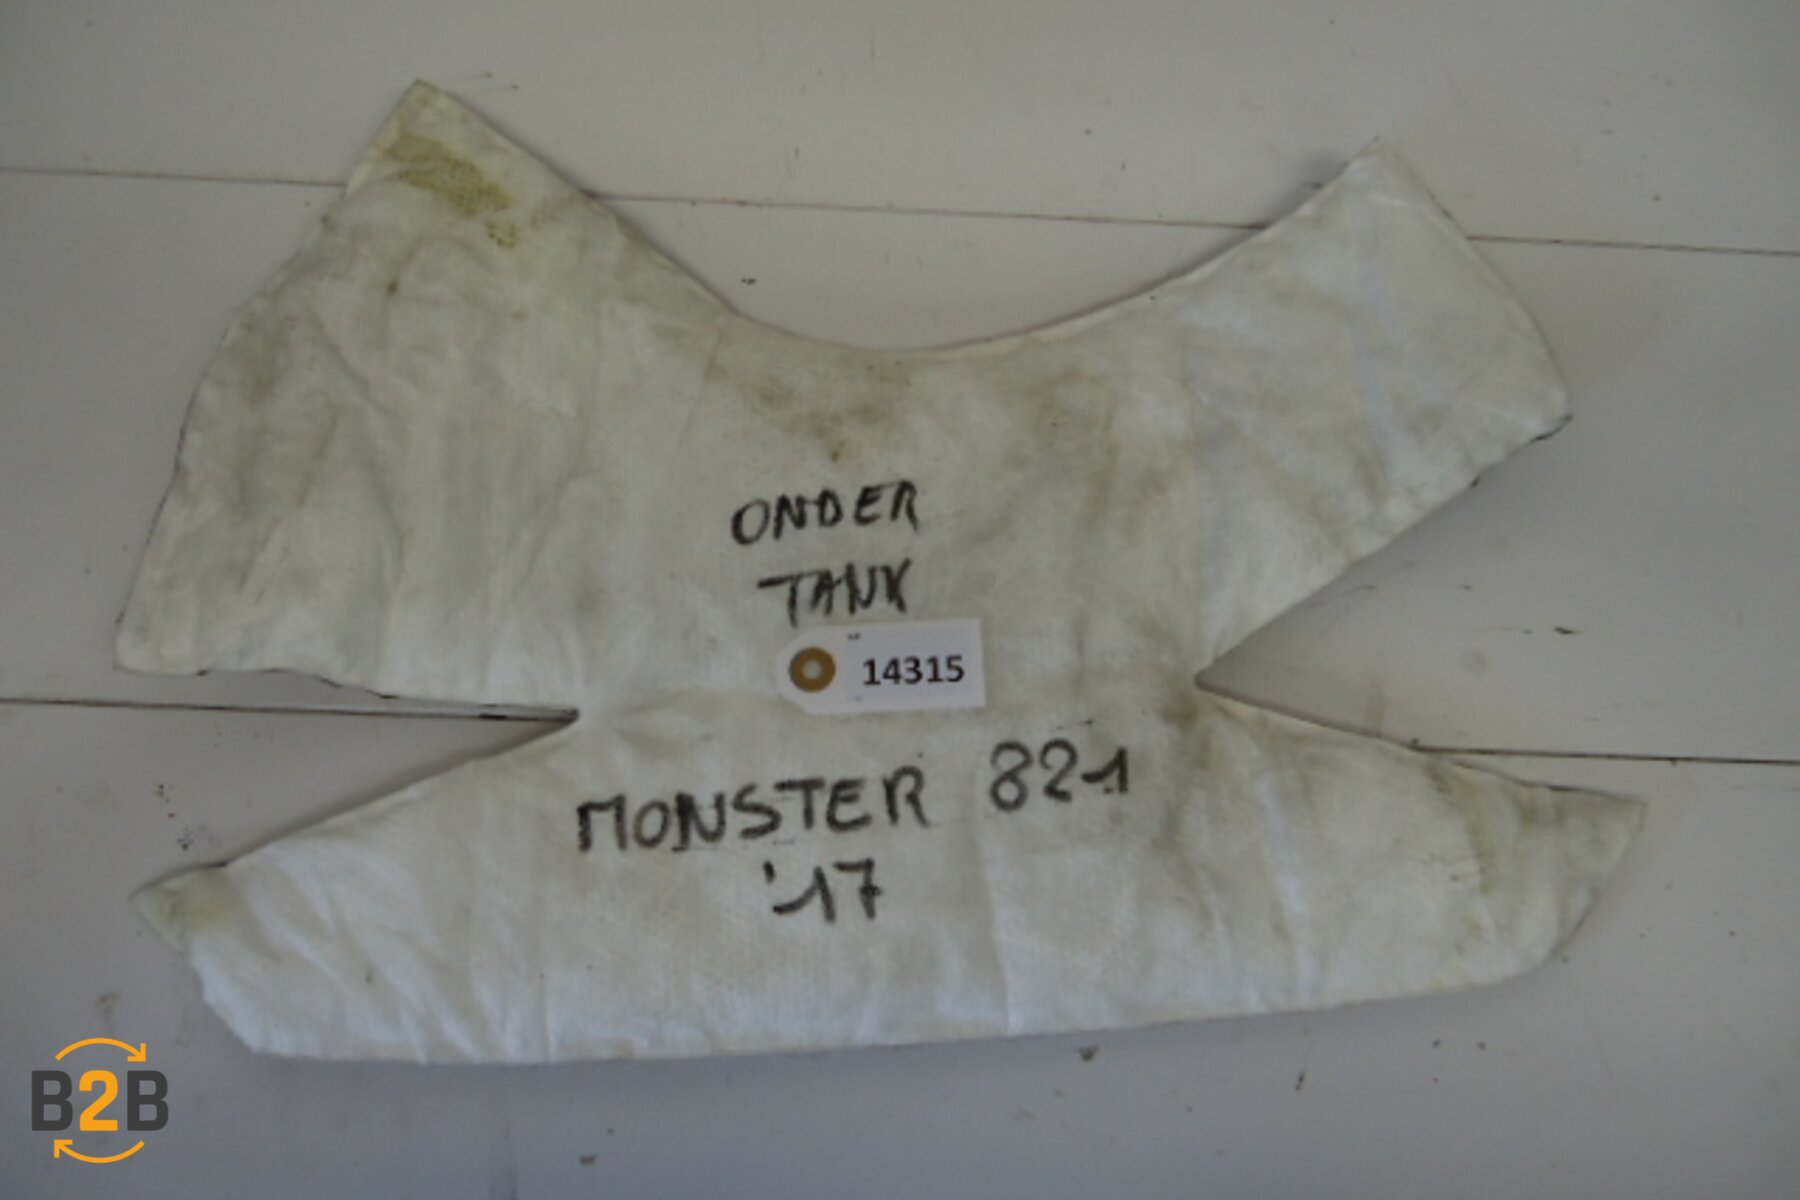 ONDER
TANK
14315
MONSTER 821
'17
B2B